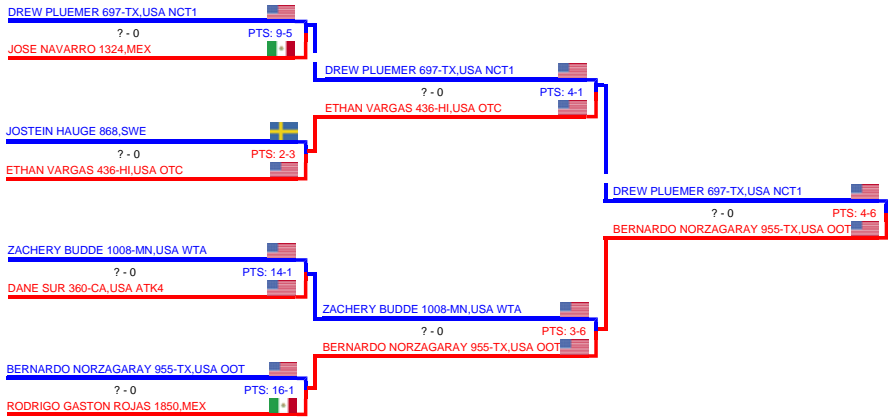 DREW PLUEMER 697-TX,USA NCT1
? - 0
PTS: 9-5
JOSE NAVARRO 1324,MEX
DREW PLUEMER 697-TX,USA NCT1
? - 0
PTS: 4-1
ETHAN VARGAS 436-HI,USA OTC
JOSTEIN HAUGE 868,SWE
? - 0
PTS: 2-3
ETHAN VARGAS 436-HI,USA OTC
DREW PLUEMER 697-TX,USA NCT1
? - 0
PTS: 4-6
BERNARDO NORZAGARAY 955-TX,USA OOT
ZACHERY BUDDE 1008-MN,USA WTA
? - 0
PTS: 14-1
DANE SUR 360-CA,USA ATK4
ZACHERY BUDDE 1008-MN,USA WTA
? - 0
PTS: 3-6
BERNARDO NORZAGARAY 955-TX,USA OOT
BERNARDO NORZAGARAY 955-TX,USA OOT
? - 0
PTS: 16-1
RODRIGO GASTON ROJAS 1850,MEX